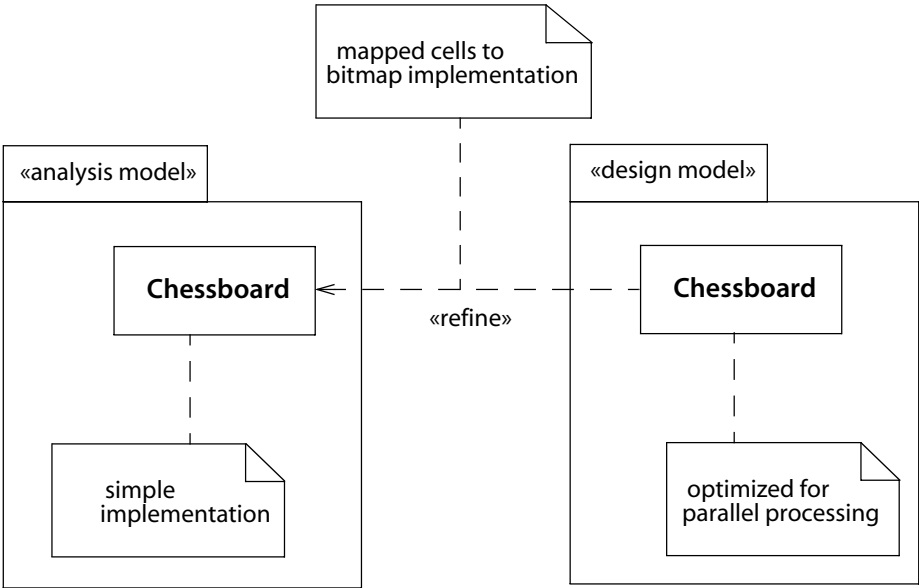 mapped cells to
bitmap implementation
«analysis model»
«design model»
Chessboard
Chessboard
«refine»
simple
implementation
optimized for
parallel processing